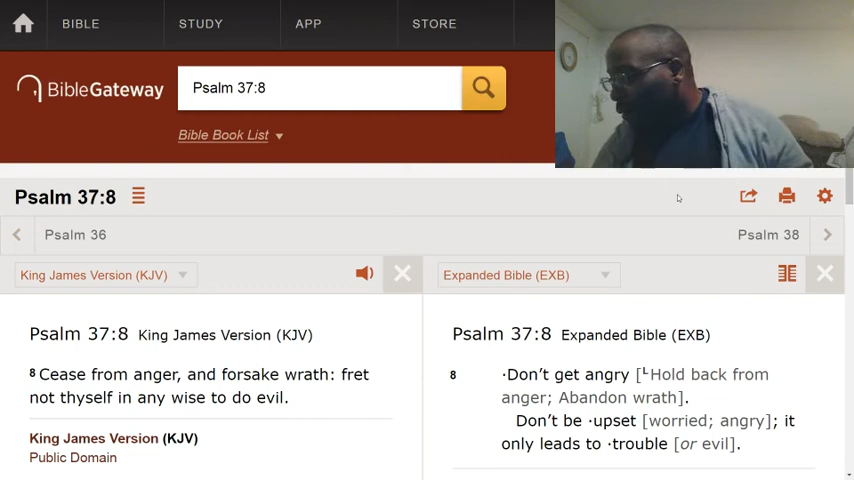 BIBLE STUDY APP STORE
BibleGateway
Psalm 37:8
Bible Book List
Psalm 37:8
Psalm 36
Psalm 38
King James Version (KJV)
Expanded Bible (EXB)
Psalm 37:8 King James Version (KJV)
8 Cease from anger, and forsake wrath: fret
not thyself in any wise to do evil.
King James Version (KJV)
Public Domain
Psalm 37:8 Expanded Bible (EXB)
8 ·Don’t get angry [ᴸHold back from
anger; Abandon wrath].
Don’t be ·upset [worried; angry]; it
only leads to ·trouble [or evil].